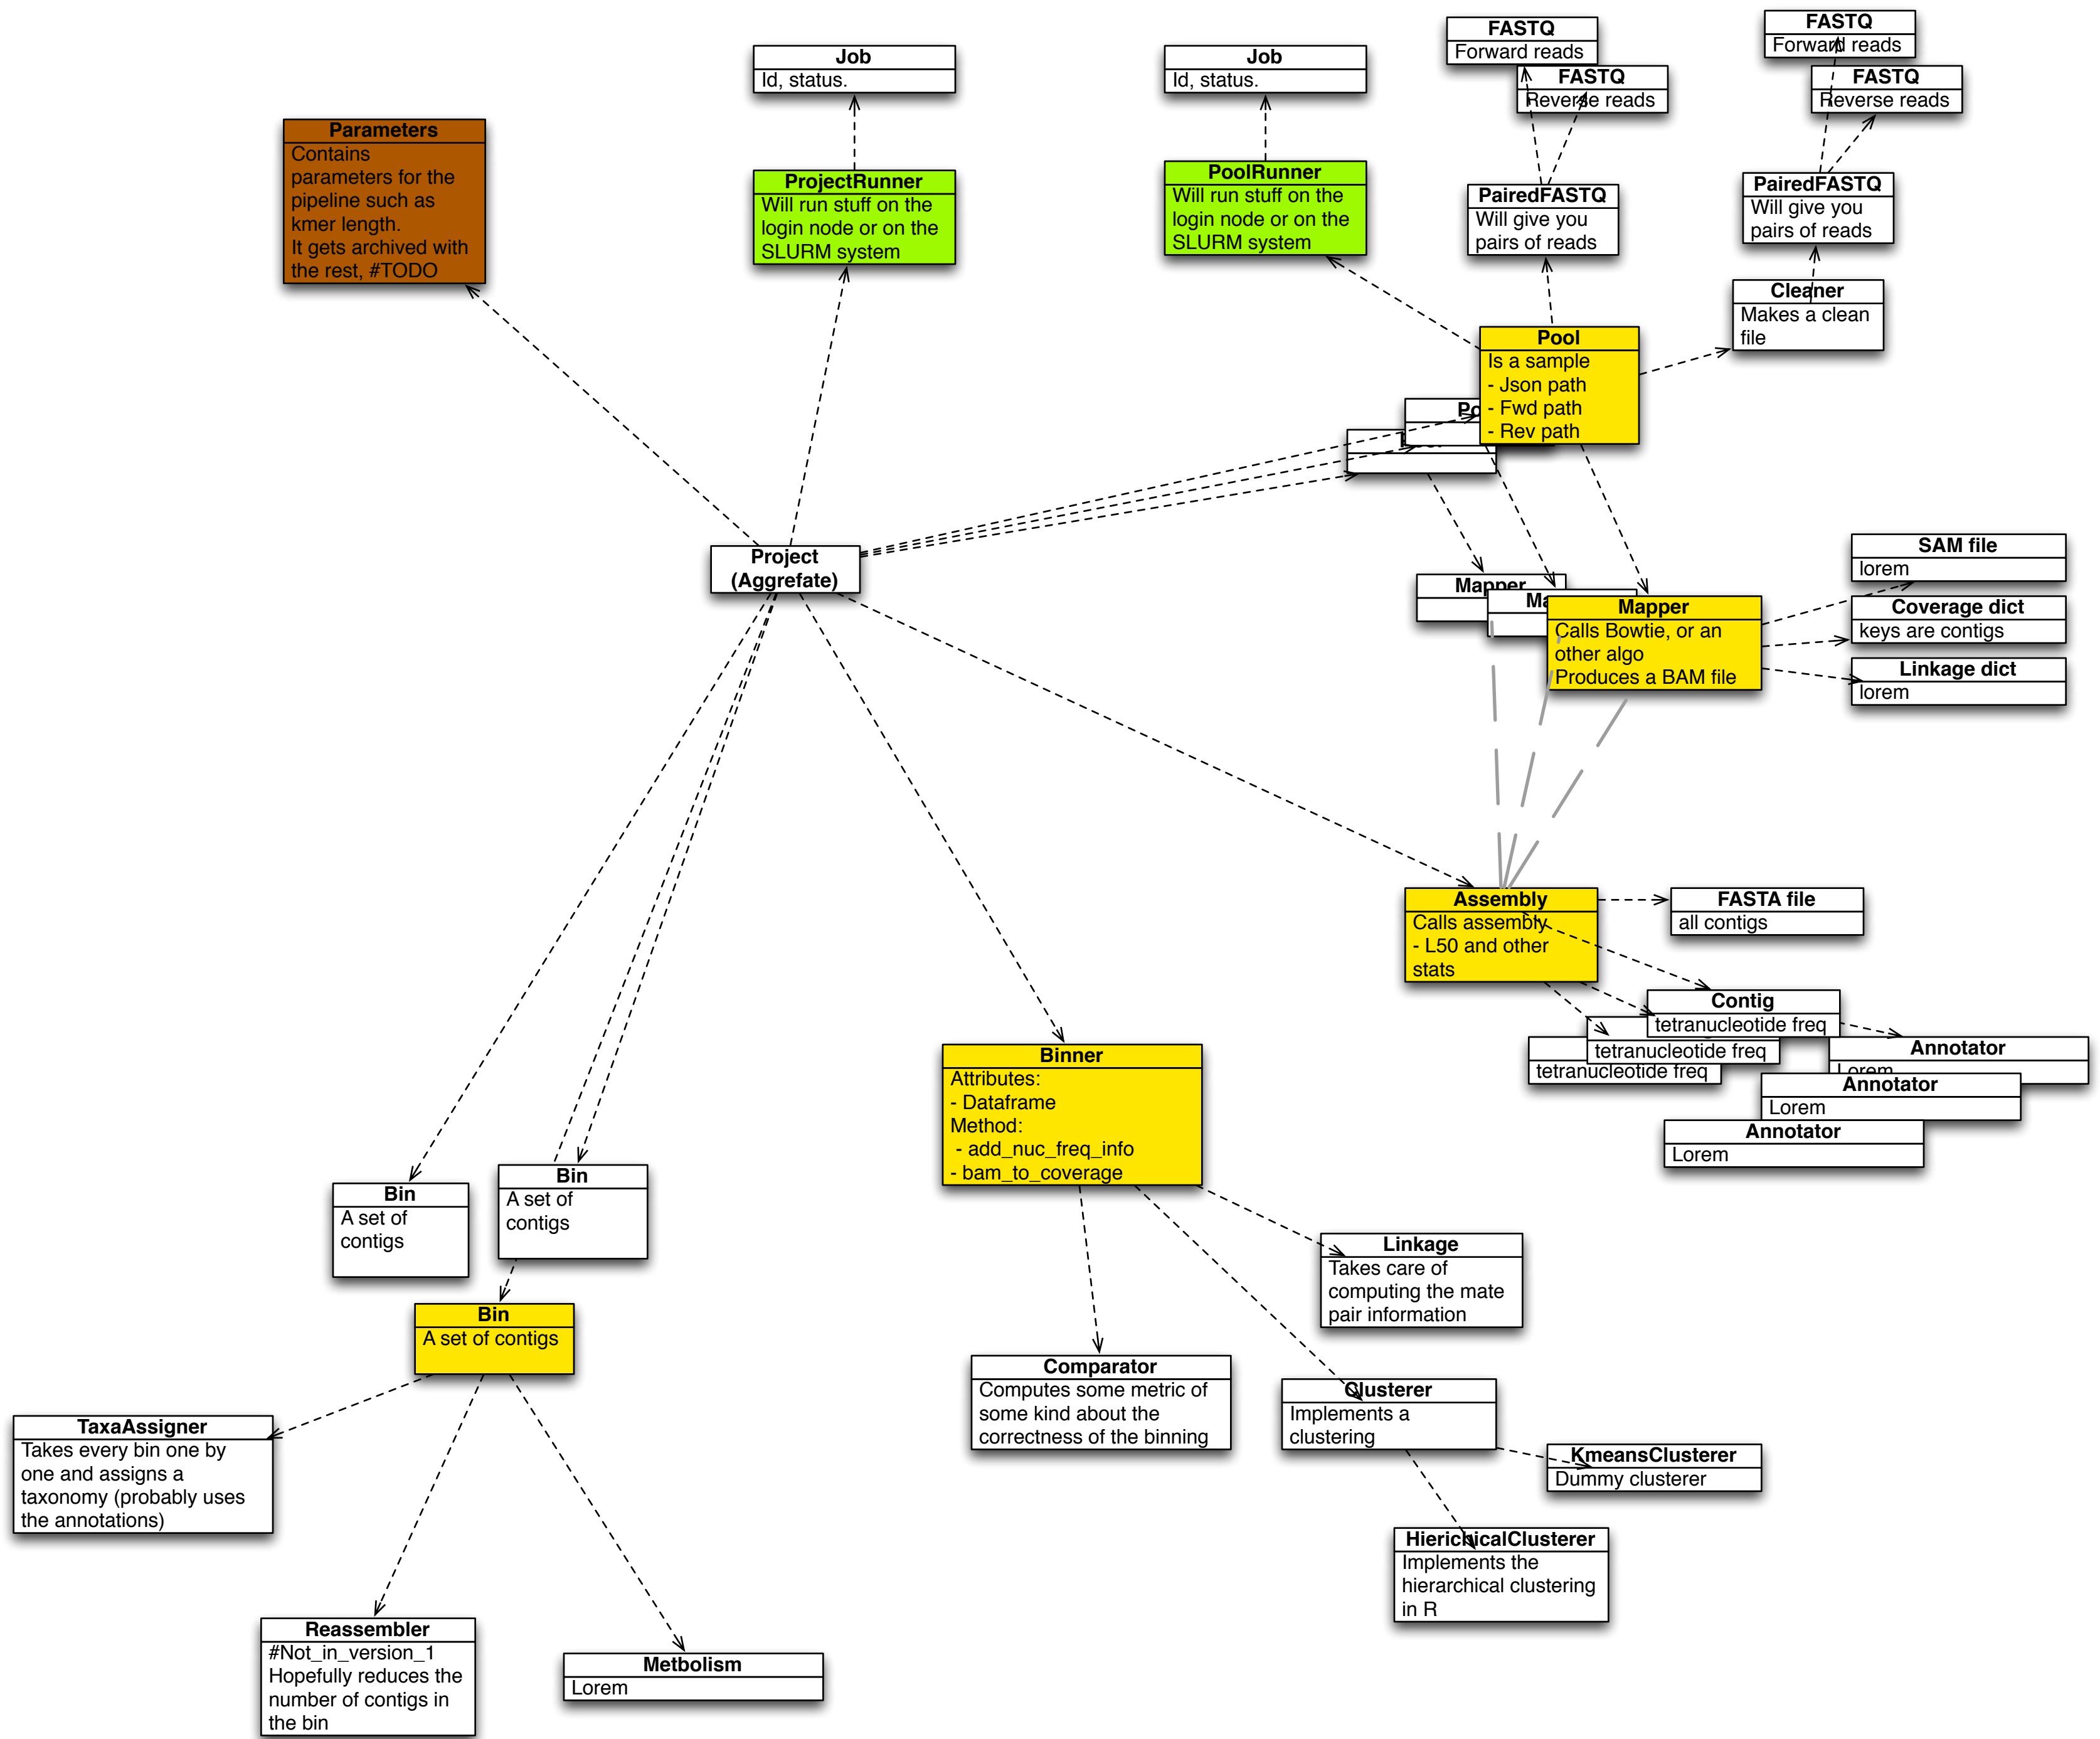 FASTQ
Forward reads
FASTQ
Reverse reads
FASTQ
Forward reads
FASTQ
Reverse reads
Job
Id, status.
Job
Id, status.
Parameters
Contains
parameters for the
pipeline such as
kmer length.
It gets archived with
the rest, #TODO
ProjectRunner
Will run stuff on the
login node or on the
SLURM system
PoolRunner
Will run stuff on the
login node or on the
SLURM system
PairedFASTQ
Will give you
pairs of reads
PairedFASTQ
Will give you
pairs of reads
Cleaner
Makes a clean
file
Pool
Is a sample
- Json path
- Fwd path
- Rev path
Project
(Aggrefate)
Mapper
Mapper
Calls Bowtie, or an
other algo
Produces a BAM file
SAM file
lorem
Coverage dict
keys are contigs
Linkage dict
lorem
Assembly
Calls assembly
- L50 and other
stats
FASTA file
all contigs
Contig
tetranucleotide freq
tetranucleotide freq
tetranucleotide freq
Annotator
Lorem
Annotator
Lorem
Annotator
Lorem
Binner
Attributes:
- Dataframe
Method:
- add_nuc_freq_info
- bam_to_coverage
Bin
A set of
contigs
Bin
A set of
contigs
Bin
A set of contigs
Linkage
Takes care of
computing the mate
pair information
Comparator
Computes some metric of
some kind about the
correctness of the binning
Clusterer
Implements a
clustering
KmeansClusterer
Dummy clusterer
HierichicalClusterer
Implements the
hierarchical clustering
in R
TaxaAssigner
Takes every bin one by
one and assigns a
taxonomy (probably uses
the annotations)
Reassembler
#Not_in_version_1
Hopefully reduces the
number of contigs in
the bin
Metbolism
Lorem